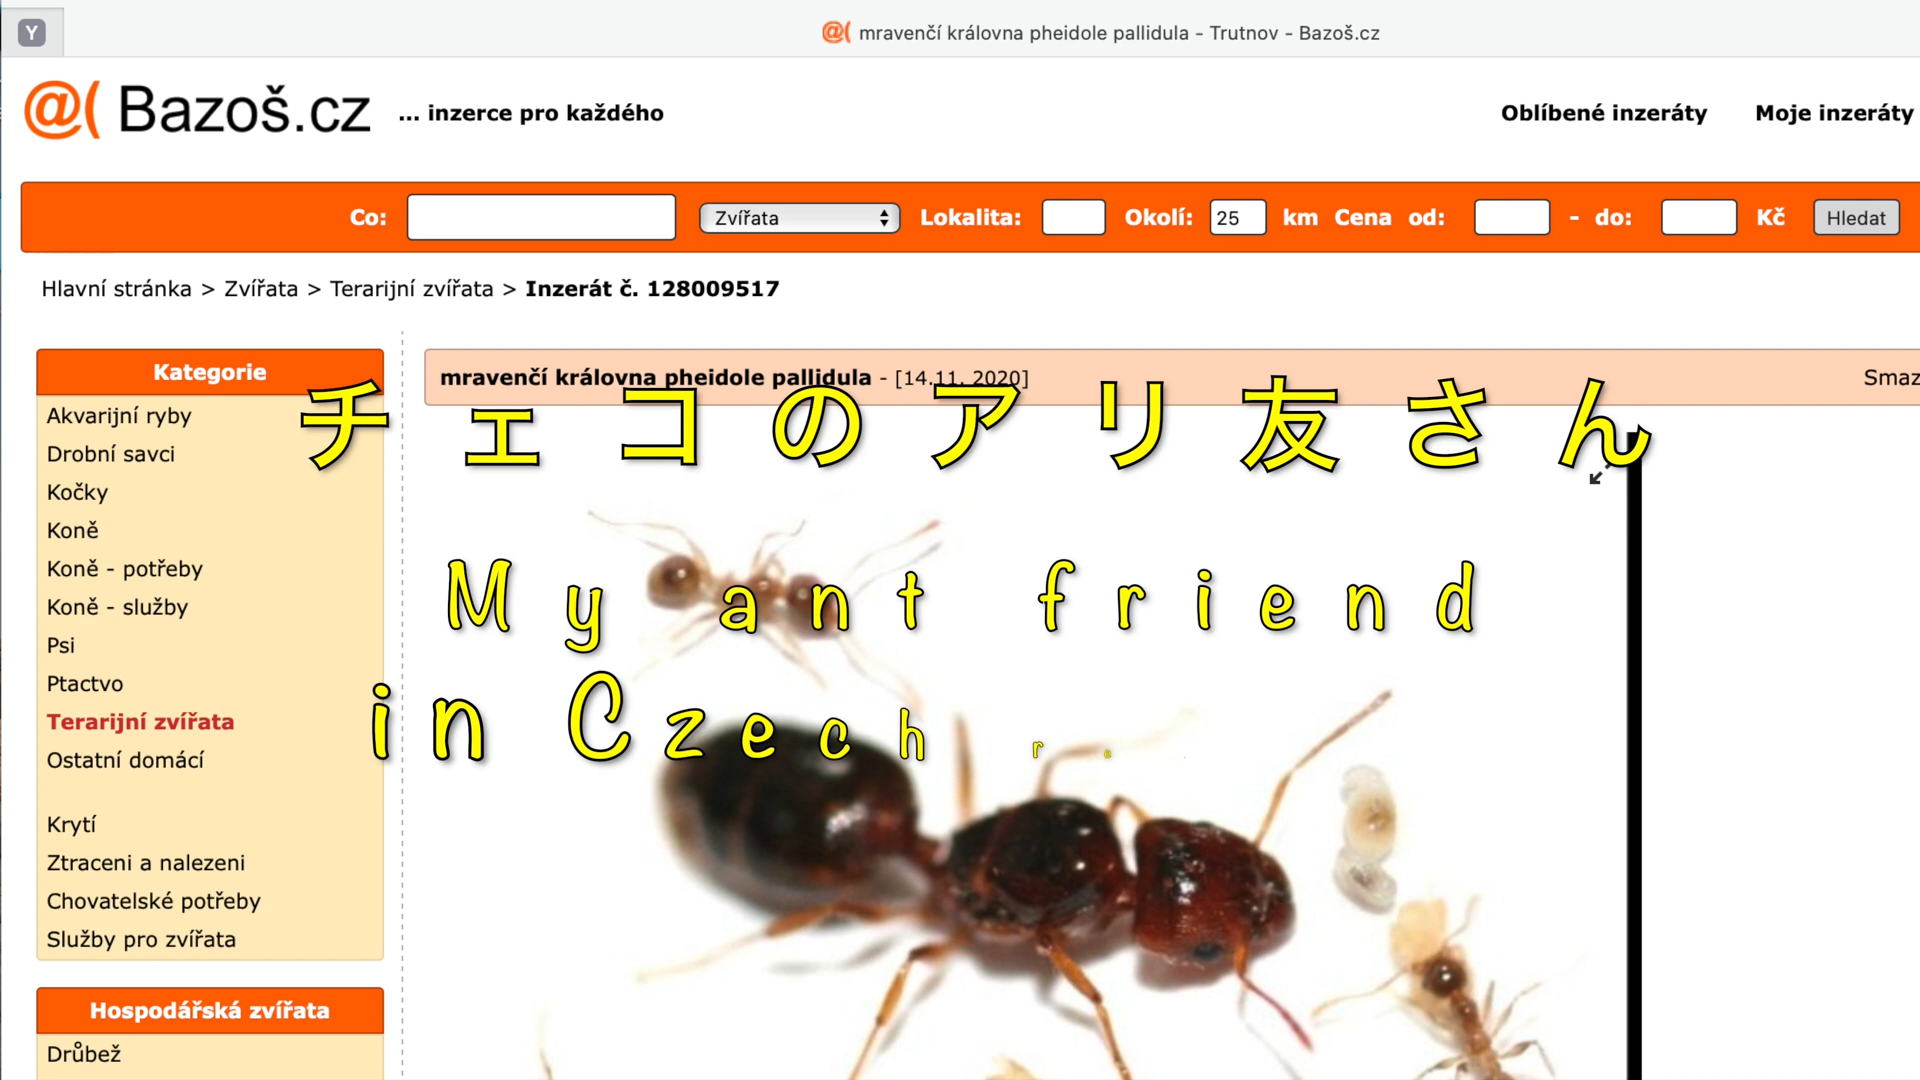 Y
@( mravenčí královna pheidole pallidula - Trutnov - Bazoš.cz
@( Bazoš.cz ... inzerce pro každého Oblíbené inzeráty Moje inzeráty
Co: Zvířata Lokalita: Okolí: 25 km Cena od: - do: Kč Hledat
Hlavní stránka > Zvířata > Terarijní zvířata > Inzerát č. 128009517
Kategorie
Akvarijní ryby
Drobní savci
Kočky
Koně
Koně - potřeby
Koně - služby
Psi
Ptactvo
Terarijní zvířata
Ostatní domácí
Krytí
Ztraceni a nalezeni
Chovatelské potřeby
Služby pro zvířata
Hospodářská zvířata
Drůbež
mravenčí královna pheidole pallidula - [14.11. 2020] Smaz
チェコのアリ友さん
My ant friend
in Czech re